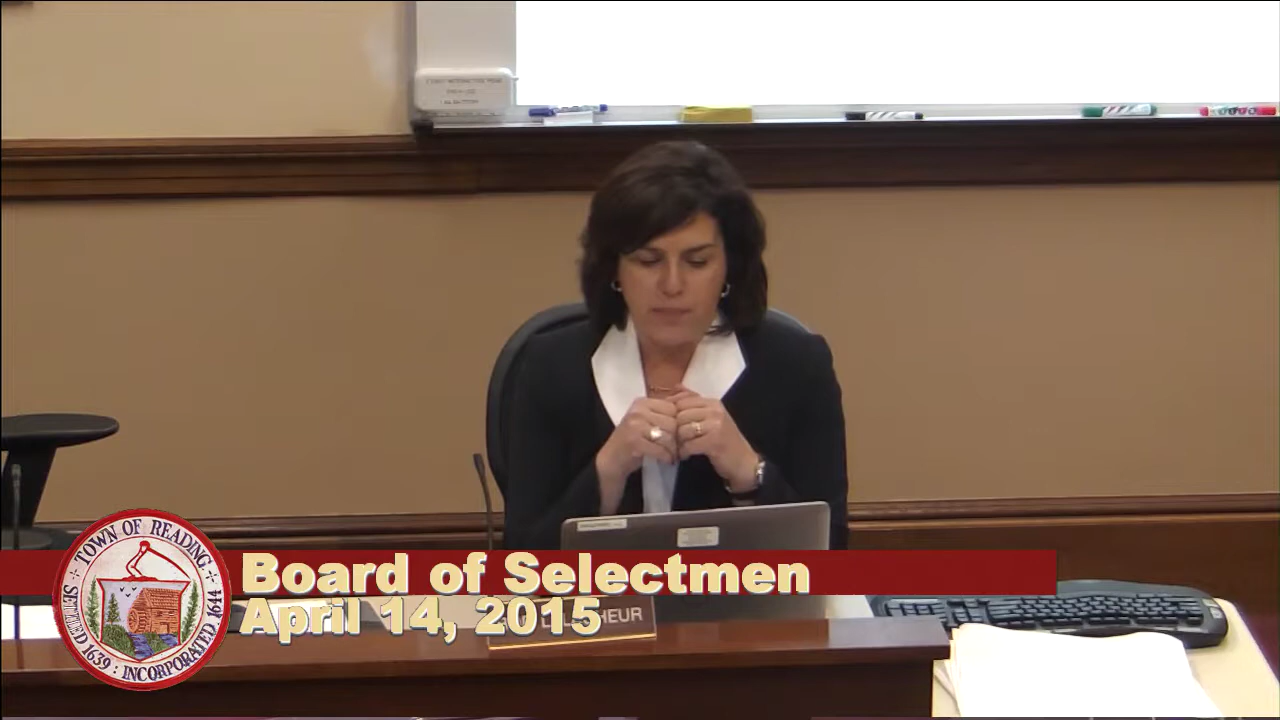 Board of Selectmen
April 14, 2015
HEUR
TOWN OF READING
SETTLED 1639 : INCORPORATED 1644